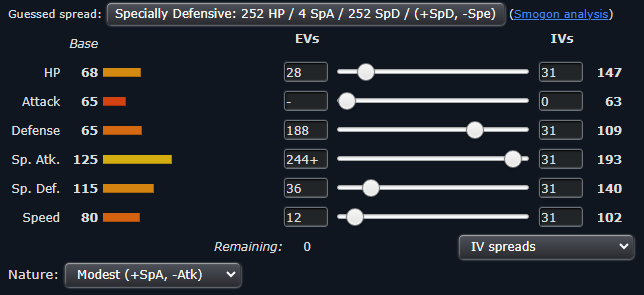 Guessed spread: Specially Defensive: 252 HP / 4 SpA / 252 SpD / (+SpD, -Spe) (Smogon analysis)
Base EVs IVs
HP 68 28 31 147
Attack 65 - 0 63
Defense 65 188 31 109
Sp. Atk. 125 244+ 31 193
Sp. Def. 115 36 31 140
Speed 80 12 31 102
Remaining: 0 IV spreads
Nature: Modest (+SpA, -Atk)